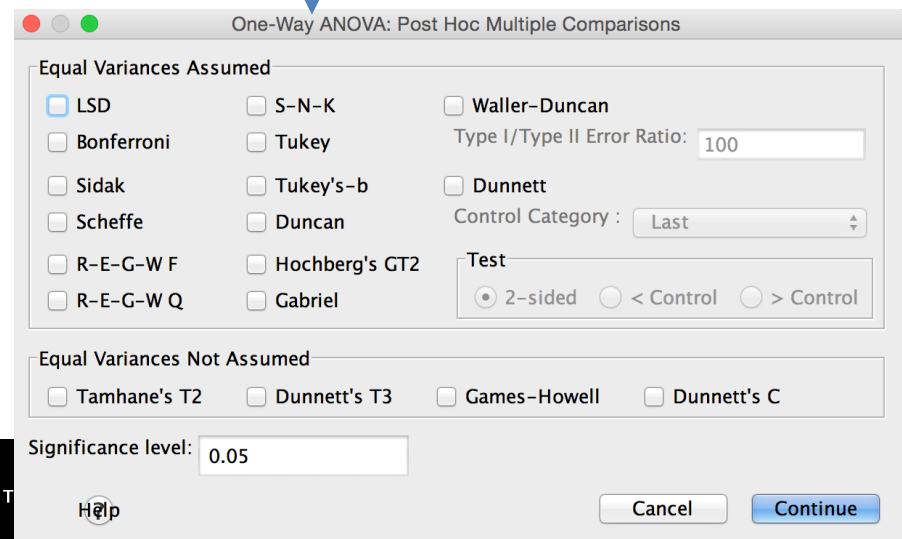 One-Way ANOVA: Post Hoc Multiple Comparisons
Equal Variances Assumed
LSD
S-N-K
Waller-Duncan
Bonferroni
Tukey
Type I/Type II Error Ratio: 100
Sidak
Tukey's-b
Dunnett
Scheffe
Duncan
Control Category : Last
R-E-G-W F
Hochberg's GT2
Test
R-E-G-W Q
Gabriel
2-sided
< Control
> Control
Equal Variances Not Assumed
Tamhane's T2
Dunnett's T3
Games-Howell
Dunnett's C
Significance level: 0.05
T
Help
?
Cancel
Continue